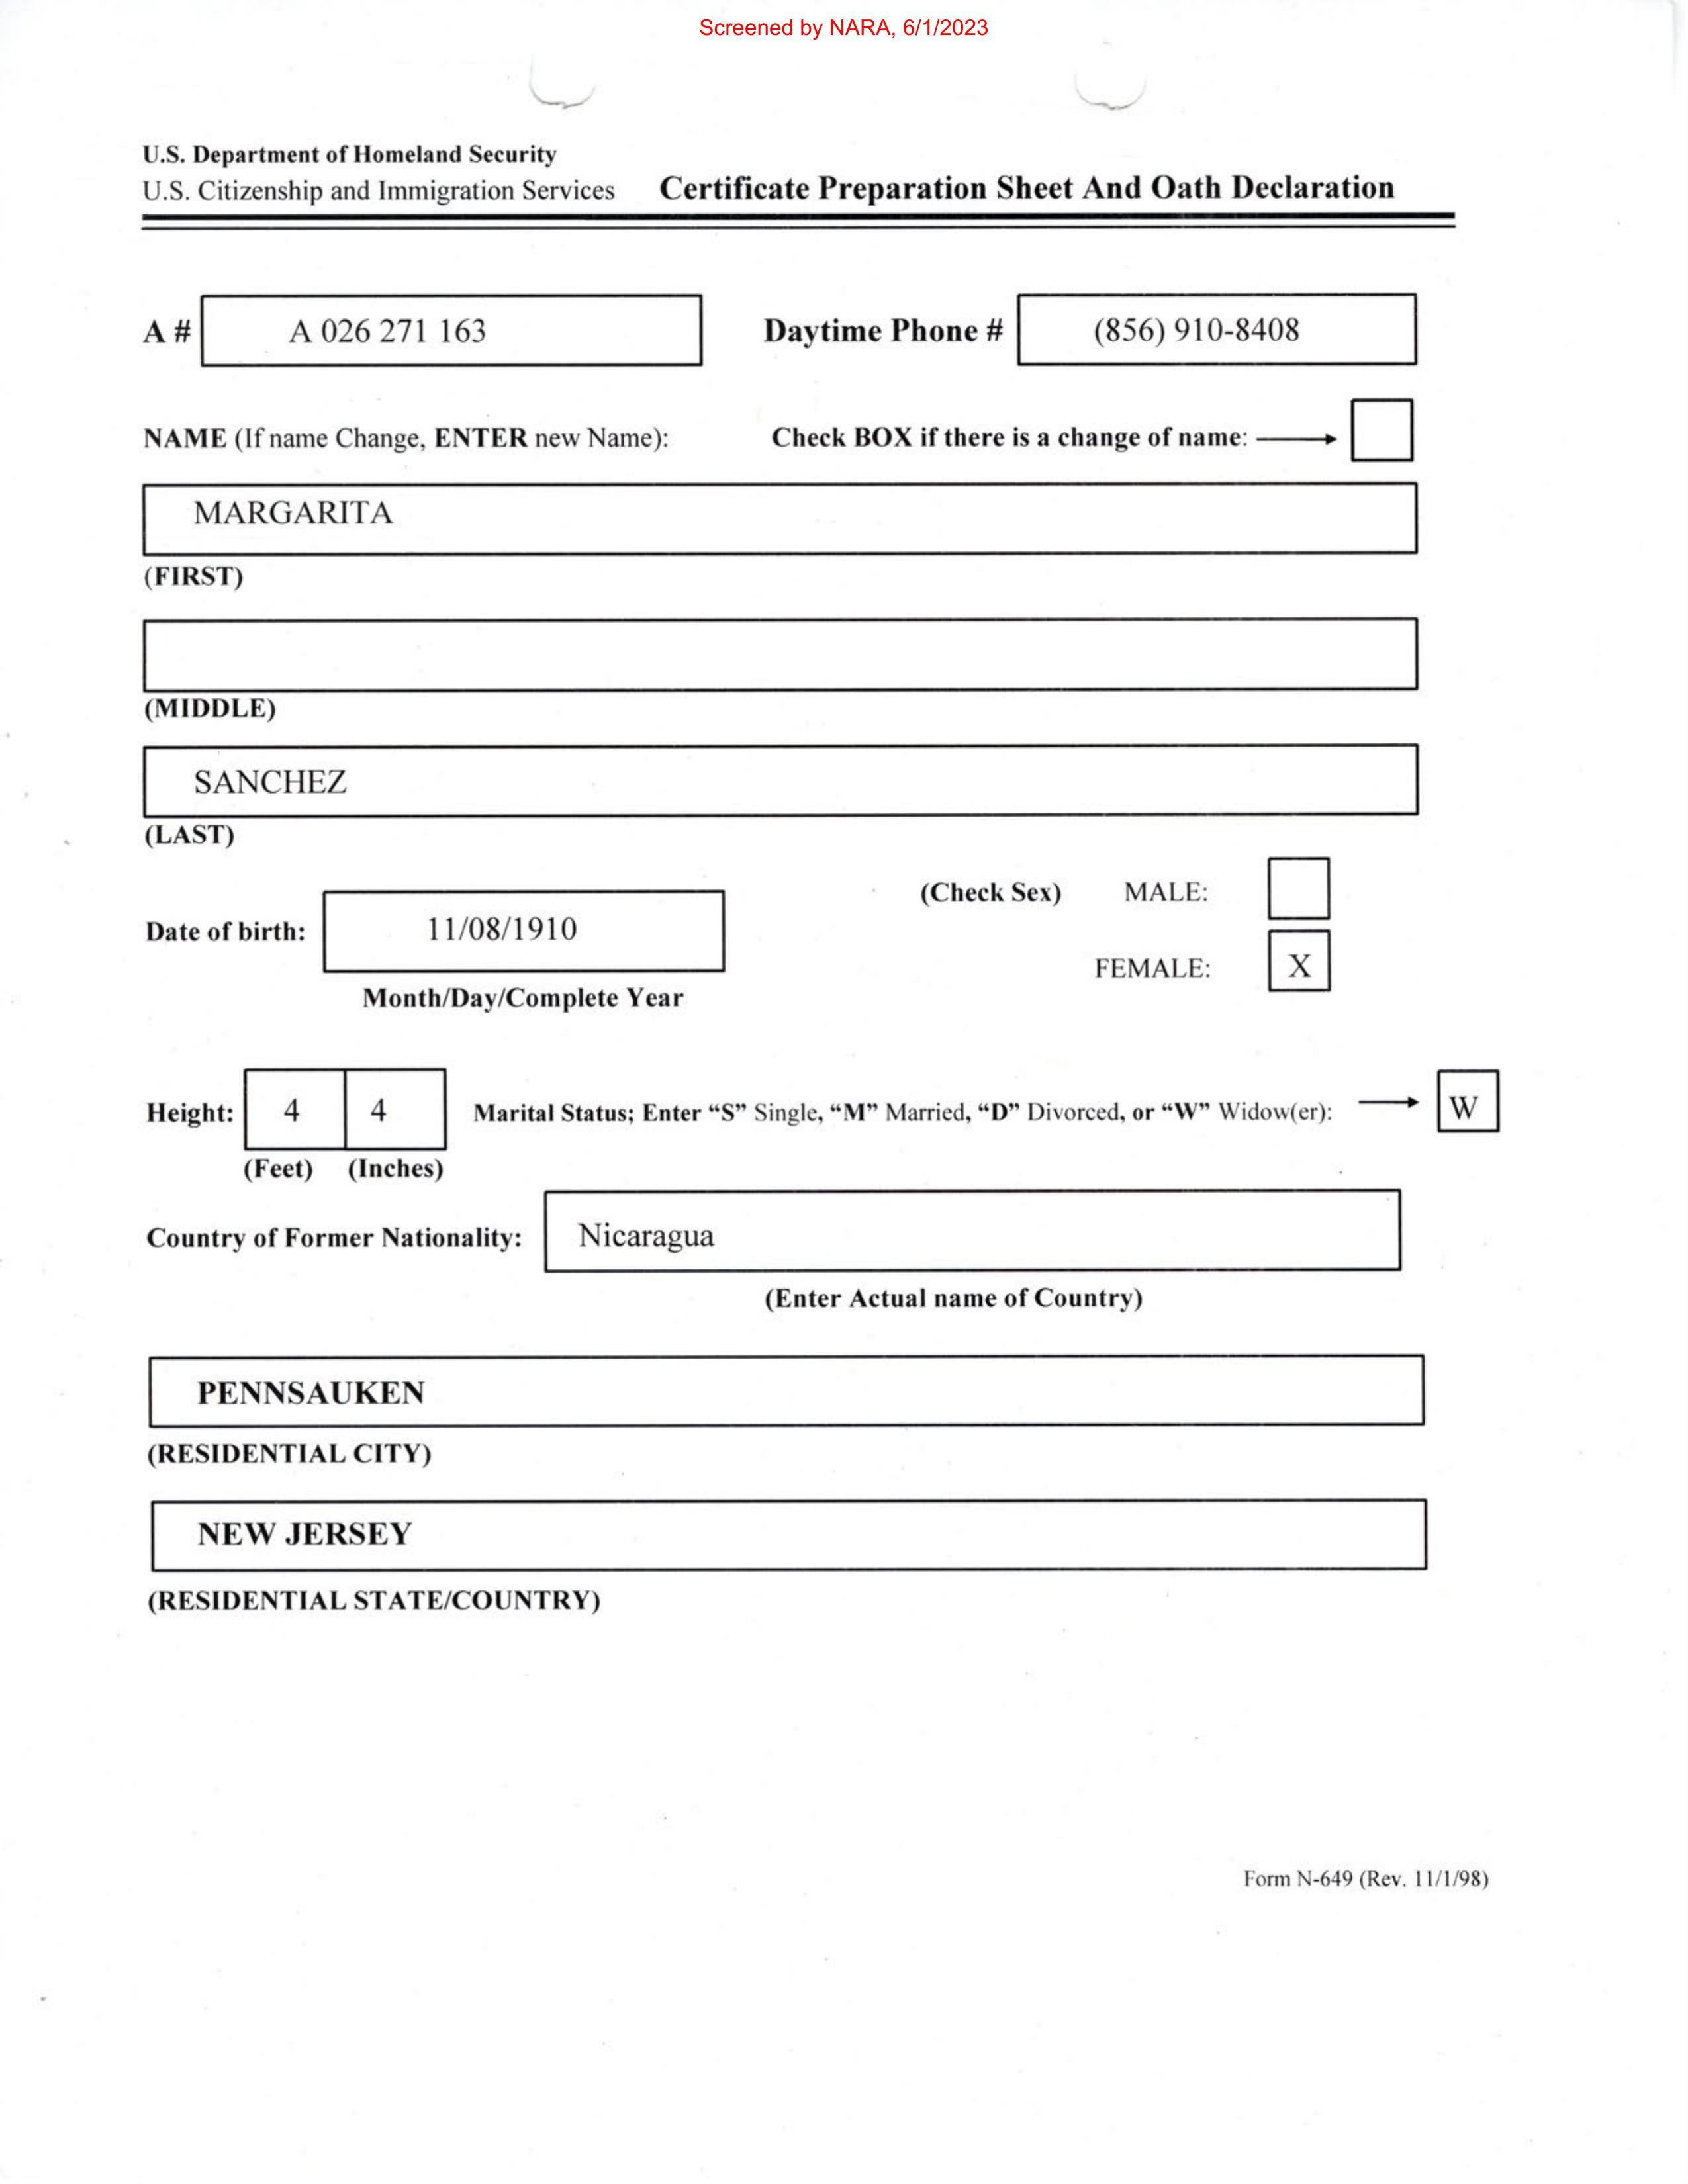 Screened by NARA, 6/1/2023
U.S. Department of Homeland Security
U.S. Citizenship and Immigration Services Certificate Preparation Sheet And Oath Declaration
A # A 026 271 163 Daytime Phone # (856) 910-8408
NAME (If name Change, ENTER new Name): Check BOX if there is a change of name:
MARGARITA
(FIRST)
(MIDDLE)
SANCHEZ
(LAST)
(Check Sex) MALE:
Date of birth: 11/08/1910
FEMALE: X
Month/Day/Complete Year
Height: 4 4 Marital Status; Enter “S” Single, “M” Married, “D” Divorced, or “W” Widow(er): W
(Feet) (Inches)
Country of Former Nationality: Nicaragua
(Enter Actual name of Country)
PENNSAUKEN
(RESIDENTIAL CITY)
NEW JERSEY
(RESIDENTIAL STATE/COUNTRY)
Form N-649 (Rev. 11/1/98)